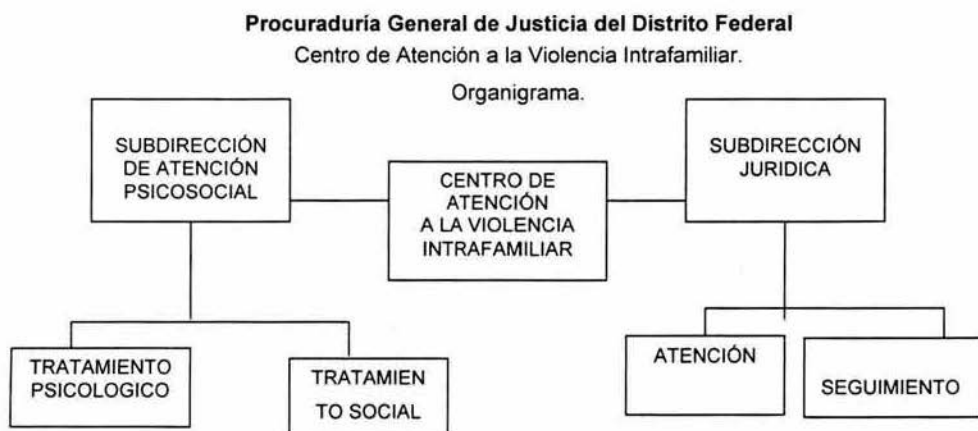 Procuraduría General de Justicia del Distrito Federal
Centro de Atención a la Violencia Intrafamiliar.
Organigrama.
SUBDIRECCIÓN
DE ATENCIÓN
PSICOSOCIAL
CENTRO DE
ATENCIÓN
A LA VIOLENCIA
INTRAFAMILIAR
SUBDIRECCIÓN
JURIDICA
TRATAMIENTO
PSICOLOGICO
TRATAMIEN
TO SOCIAL
ATENCIÓN
SEGUIMIENTO